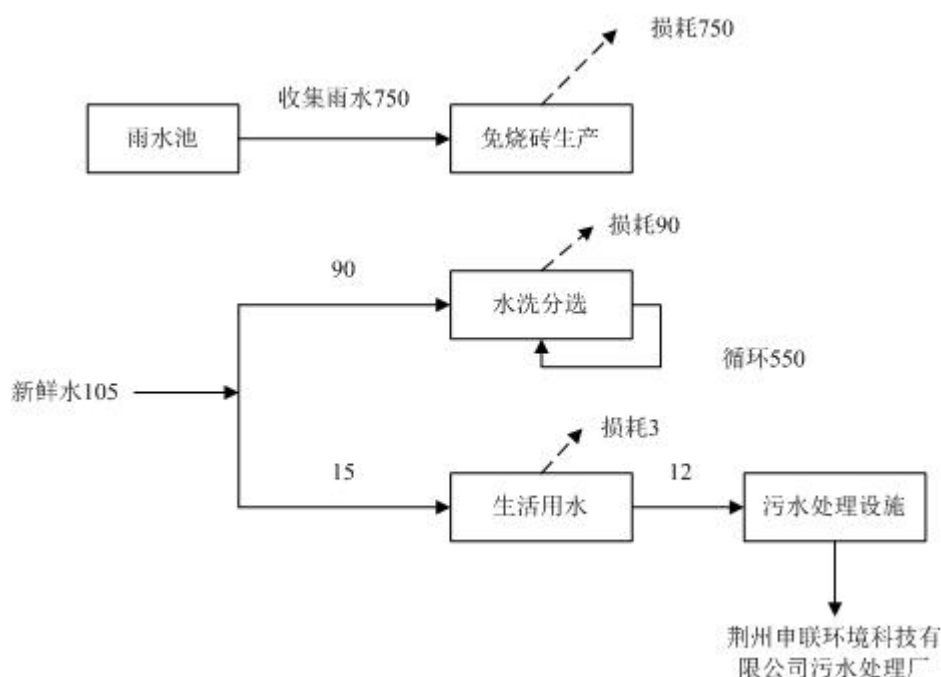 损耗750
收集雨水750
雨水池
免烧砖生产
损耗90
90
水洗分选
循环550
新鲜水105
损耗3
15
12
生活用水
污水处理设施
荆州申联环境科技有
限公司污水处理厂